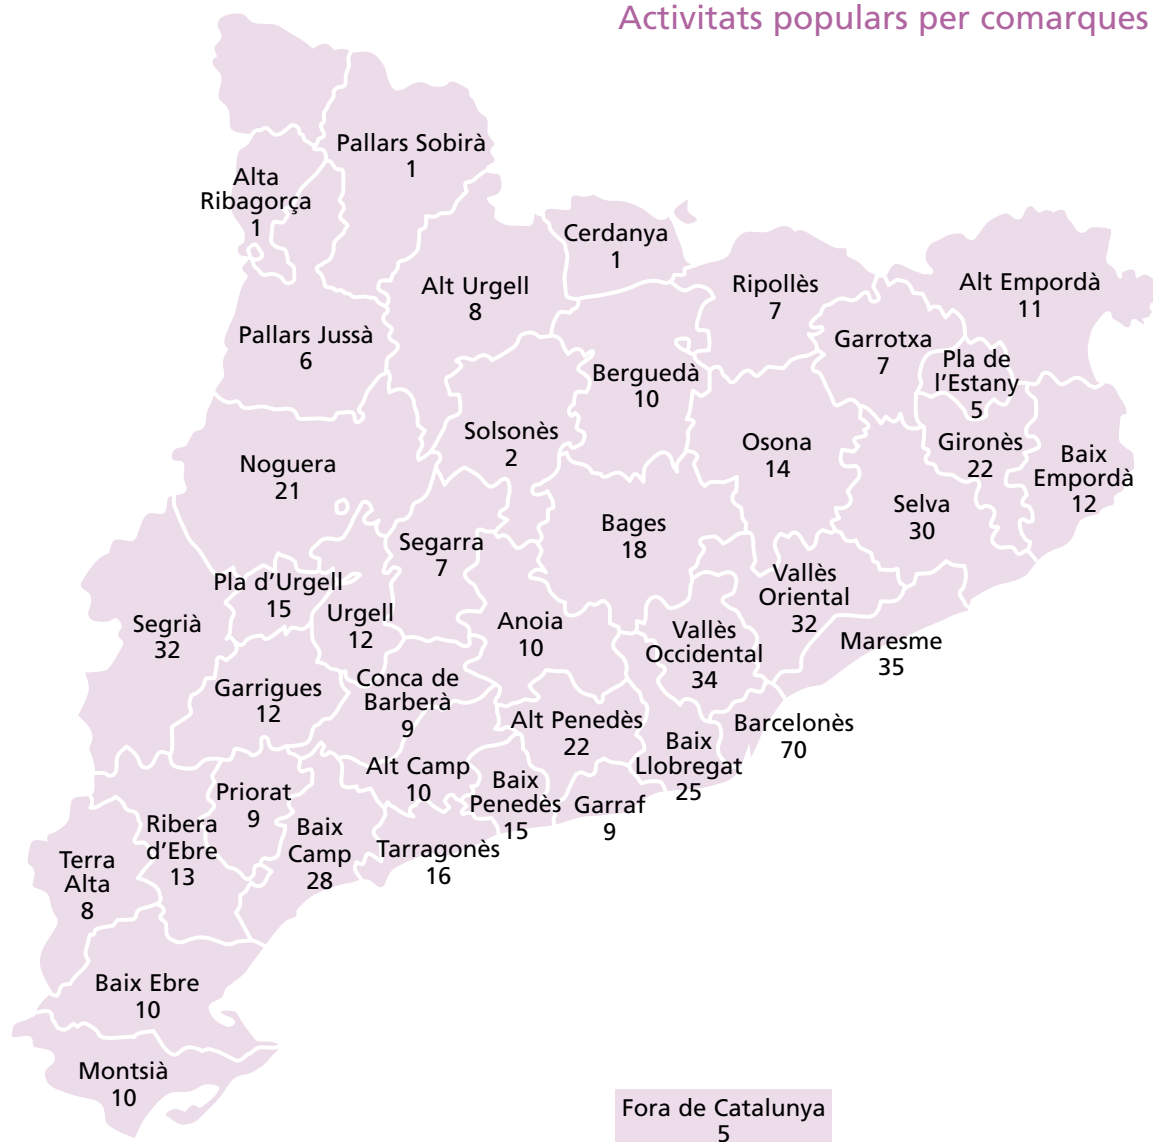 Activitats populars per comarques
Pallars Sobirà
1
Alta
Ribagorça
1
Cerdanya
1
Alt Urgell
8
Ripollès
7
Alt Empordà
11
Pallars Jussà
6
Garrotxa
7
Pla de
l'Estany
5
Berguedà
10
Solsonès
2
Osona
14
Gironès
22
Baix
Empordà
12
Noguera
21
Selva
30
Bages
18
Segarra
7
Vallès
Oriental
32
Pla d'Urgell
15
Urgell
12
Segrià
32
Anoia
10
Vallès
Occidental
34
Maresme
35
Garrigues
12
Conca de
Barberà
9
Alt Penedès
22
Barcelonès
70
Baix
Llobregat
25
Alt Camp
10
Baix
Penedès
15
Garraf
9
Priorat
9
Ribera
d'Ebre
13
Baix
Camp
28
Tarragonès
16
Terra
Alta
8
Baix Ebre
10
Montsià
10
Fora de Catalunya
5